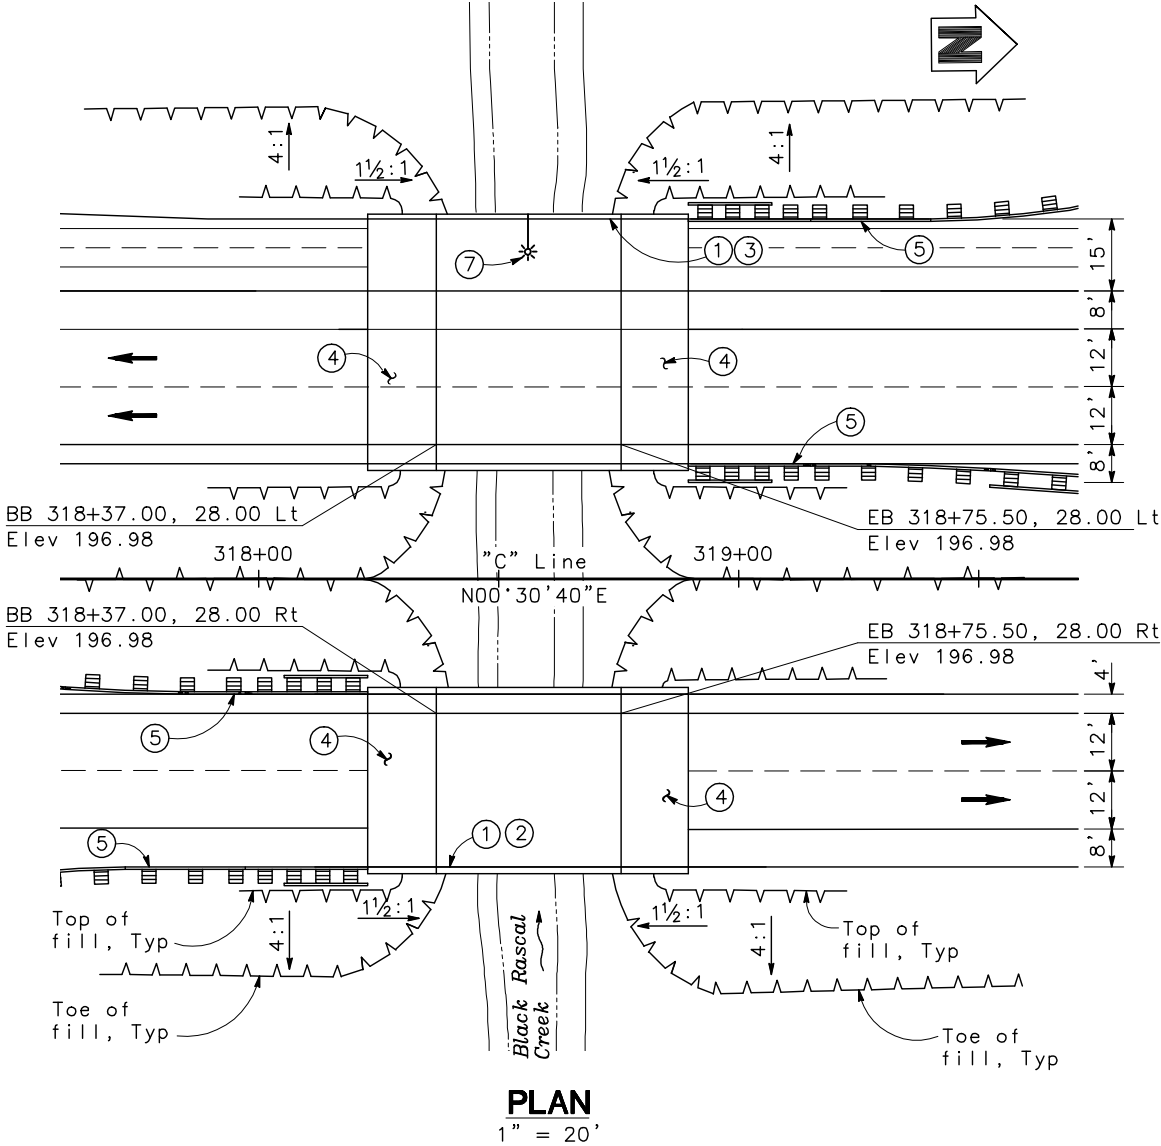 N
4:1
1½:1
1½:1
4:1
7
1 3
5
15'
8'
12'
12'
8'
4
4
5
BB 318+37.00, 28.00 Lt
Elev 196.98
EB 318+75.50, 28.00 Lt
Elev 196.98
318+00
"C" Line
319+00
N00°30'40"E
BB 318+37.00, 28.00 Rt
Elev 196.98
EB 318+75.50, 28.00 Rt
Elev 196.98
4'
12'
12'
8'
5
4
4
5
1 2
Top of
fill, Typ
4:1
1½:1
1½:1
4:1
Top of
fill, Typ
Toe of
fill, Typ
Black Rascal
Creek
Toe of
fill, Typ
PLAN
1" = 20'